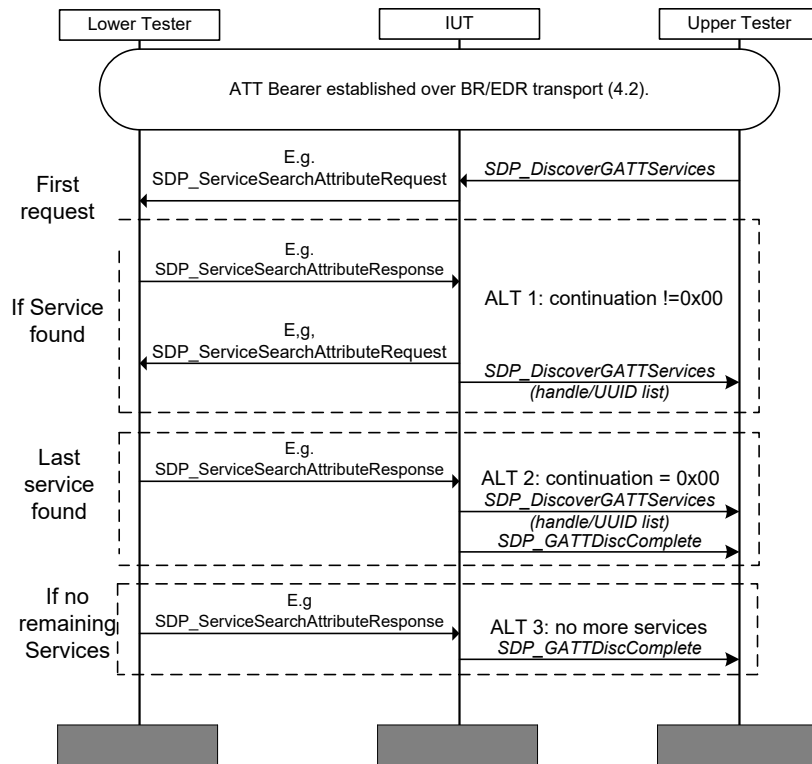 Lower Tester
IUT
Upper Tester
ATT Bearer established over BR/EDR transport (4.2).
First
request
E.g.
SDP_ServiceSearchAttributeRequest
SDP_DiscoverGATTServices
If Service
found
E.g.
SDP_ServiceSearchAttributeResponse
ALT 1: continuation !=0x00
E,g,
SDP_ServiceSearchAttributeRequest
SDP_DiscoverGATTServices
(handle/UUID list)
Last
service
found
E.g.
SDP_ServiceSearchAttributeResponse
ALT 2: continuation = 0x00
SDP_DiscoverGATTServices
(handle/UUID list)
SDP_GATTDiscComplete
If no
remaining
Services
E.g
SDP_ServiceSearchAttributeResponse
ALT 3: no more services
SDP_GATTDiscComplete